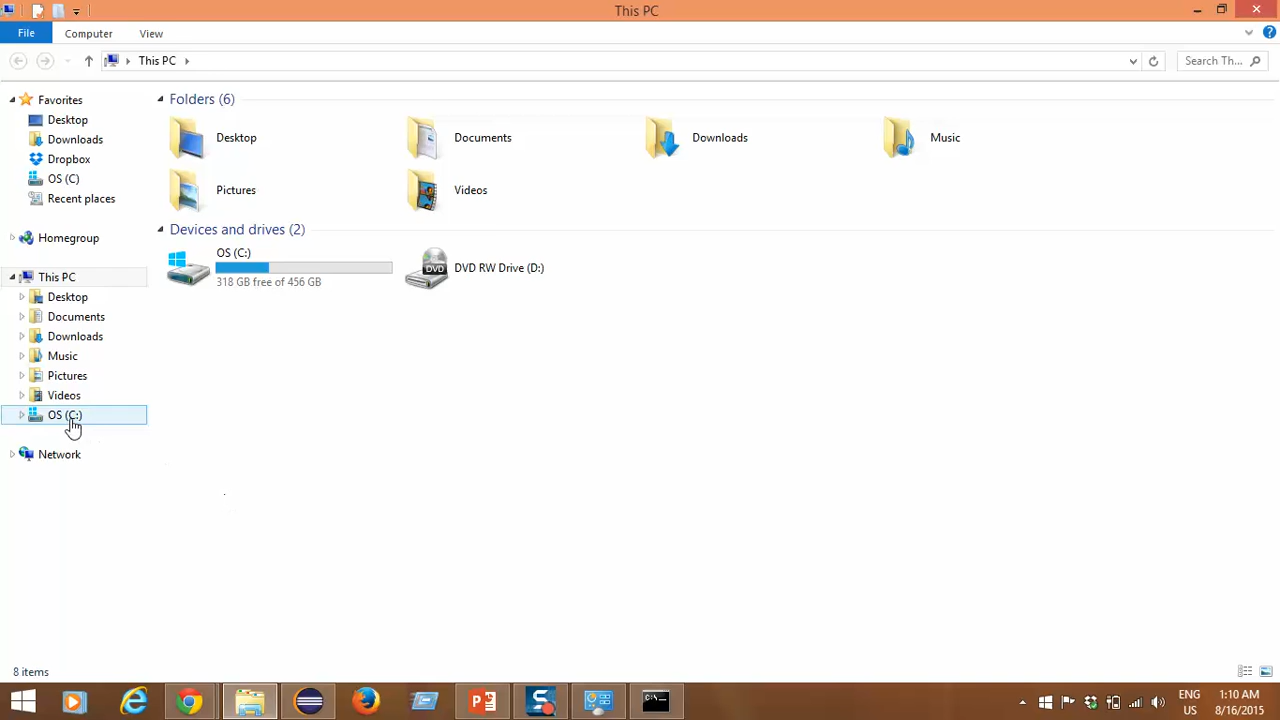 This PC
File
Computer
View
This PC
Search Th...
Favorites
Desktop
Downloads
Dropbox
OS (C)
Recent places
Homegroup
This PC
Desktop
Documents
Downloads
Music
Pictures
Videos
OS (C:)
Network
Folders (6)
Desktop
Documents
Downloads
Music
Pictures
Videos
Devices and drives (2)
OS (C:)
318 GB free of 456 GB
DVD
DVD RW Drive (D:)
8 items
ENG
US
1:10 AM
8/16/2015